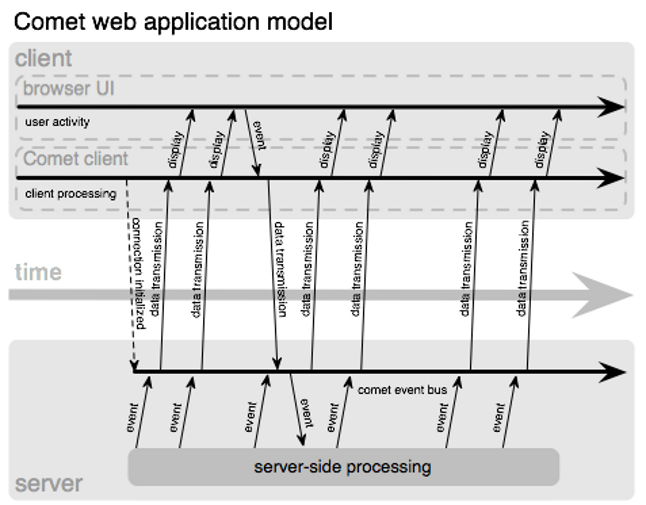 Comet web application model
client
browser UI
user activity
display
display
event
display
display
display
display
Comet client
client processing
connection initialized
data transmission
data transmission
data transmission
data transmission
data transmission
data transmission
data transmission
time
comet event bus
event
event
event
event
event
event
event
server-side processing
server